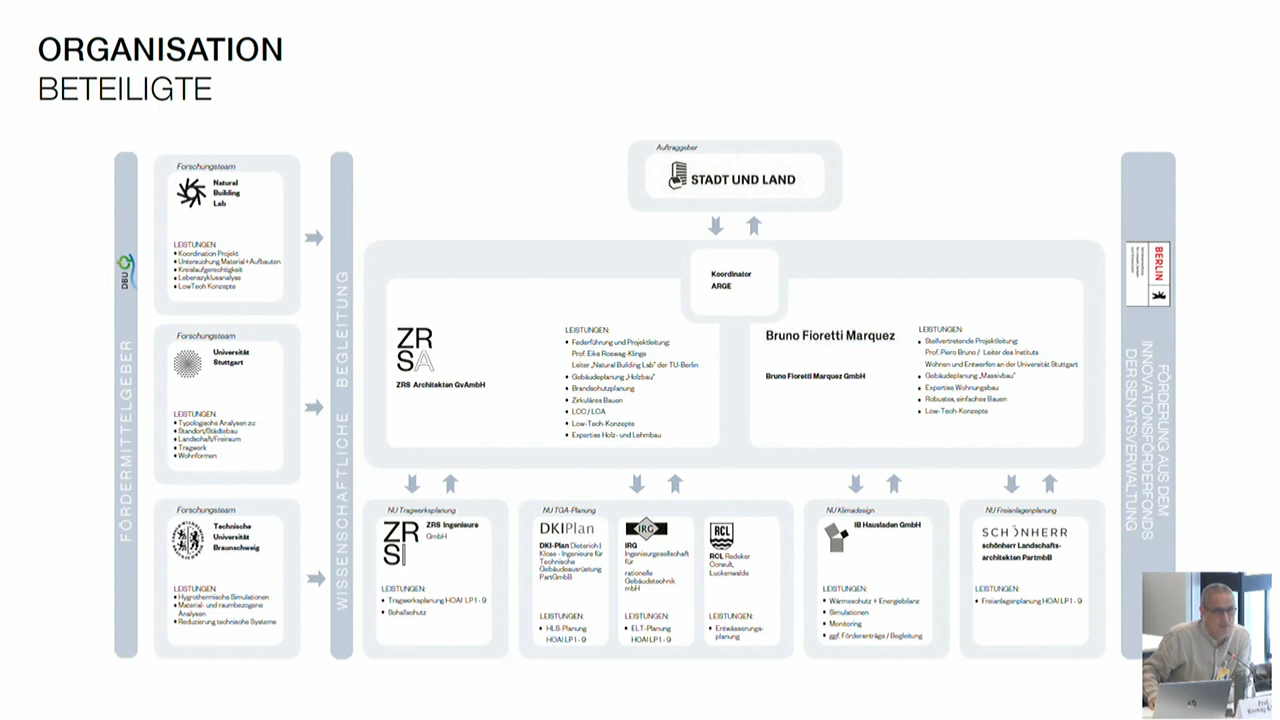 ORGANISATION
BETEILIGTE
DBU
FÖRDERMITTELGEBER
Forschungsteam
Natural
Building
Lab
LEISTUNGEN:
• Koordination Projekt
• Untersuchung Material + Aufbauten
• Kreislaufgerechtigkeit
• Lebenszyklusanalyse
• LowTech Konzepte
Forschungsteam
Universität
Stuttgart
LEISTUNGEN:
• Typologische Analysen zu:
• Standort/Städtebau
• Landschaft/Freiraum
• Tragwerk
• Wohnformen
Forschungsteam
Technische
Universität
Braunschweig
LEISTUNGEN:
• Hygrothermische Simulationen
• Material- und raumbezogene
Analysen
• Reduzierung technische Systeme
WISSENSCHAFTLICHE BEGLEITUNG
Auftraggeber
STADT UND LAND
Koordinator
ARGE
ZR
SA
ZRS Architekten GvAmbH
LEISTUNGEN:
• Federführung und Projektleitung:
Prof. Eike Roswag-Klinge
Leiter „Natural Building Lab" der TU-Berlin
• Gebäudeplanung „Holzbau"
• Brandschutzplanung
• Zirkuläres Bauen
• LCC / LCA
• Low-Tech-Konzepte
• Expertise Holz- und Lehmbau
Bruno Fioretti Marquez
Bruno Fioretti Marquez GmbH
LEISTUNGEN:
• Stellvertretende Projektleitung:
Prof. Piero Bruno / Leiter des Instituts
Wohnen und Entwerfen an der Universität Stuttgart
• Gebäudeplanung „Massivbau"
• Expertise Wohnungsbau
• Robustes, einfaches Bauen
• Low-Tech-Konzepte
NU Tragwerksplanung
ZR
SI
ZRS Ingenieure
GmbH
LEISTUNGEN:
• Tragwerksplanung HOAI LP 1 - 9
• Schallschutz
NU TGA-Planung
DKIPlan
DKI-Plan Dieterich |
Klose - Ingenieure für
Technische
Gebäudeausrüstung
PartGmbB
LEISTUNGEN:
• HLS-Planung
HOAI LP 1 - 9
IRG
IRG
Ingenieurgesellschaft
für
rationelle
Gebäudetechnik
mbH
LEISTUNGEN:
• ELT-Planung
HOAI LP 1 - 9
RCL
RCL Redeker
Consult,
Luckenwalde
LEISTUNGEN:
• Entwässerungs-
planung
NU Klimadesign
IB Hausladen GmbH
LEISTUNGEN:
• Wärmeschutz + Energiebilanz
• Simulationen
• Monitoring
• ggf. Förderanträge / Begleitung
NU Freianlagenplanung
SCHÖNHERR
schönherr Landschafts-
architekten PartmbB
LEISTUNGEN:
• Freianlagenplanung HOAI LP 1 - 9
BERLIN
FÖRDERUNG AUS DEM
INNOVATIONSFÖRDERFONDS
DER SENATSVERWALTUNG
hp
Prof.